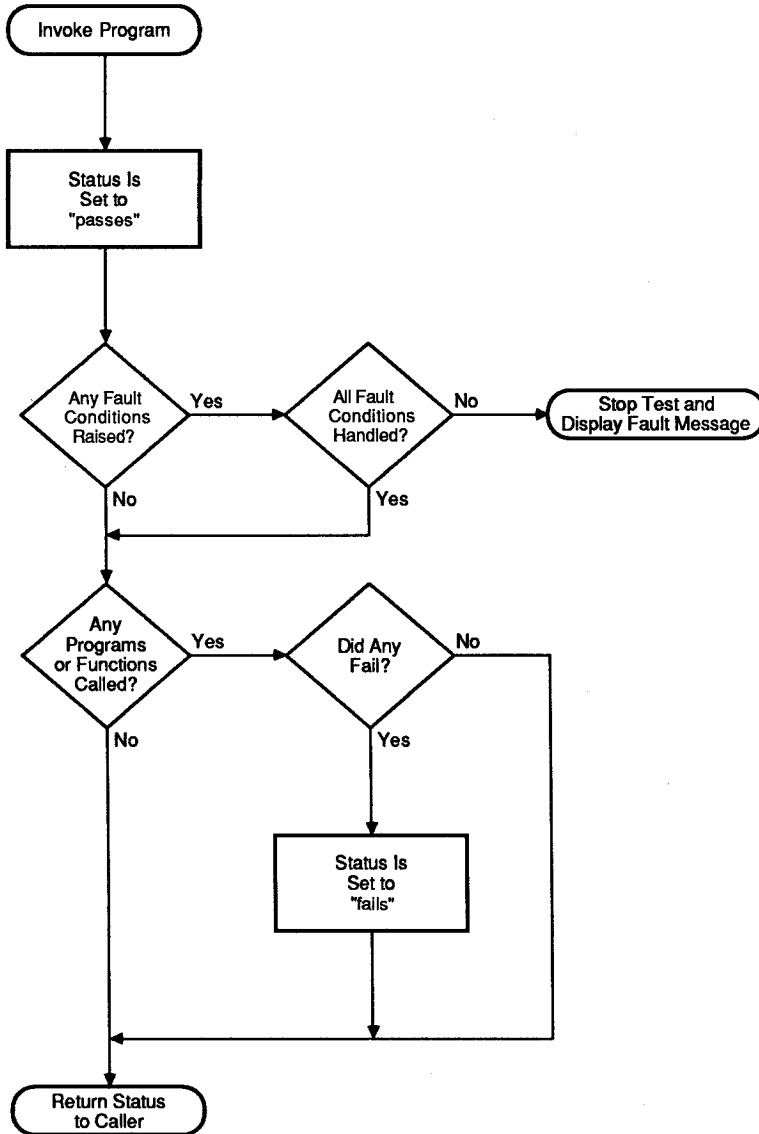 Invoke Program
Status Is
Set to
"passes"
Any Fault
Conditions
Raised?
Yes
All Fault
Conditions
Handled?
No
Stop Test and
Display Fault Message
No
Yes
Any
Programs
or Functions
Called?
Yes
Did Any
Fail?
No
No
Yes
Status Is
Set to
"fails"
Return Status
to Caller